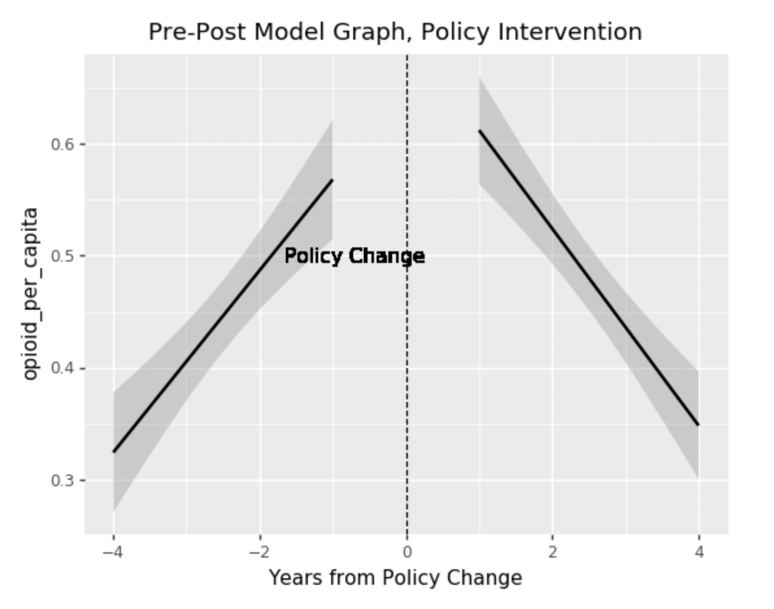 Pre-Post Model Graph, Policy Intervention
0.6
0.5
0.4
0.3
opioid_per_capita
Policy Change
−4
−2
0
2
4
Years from Policy Change